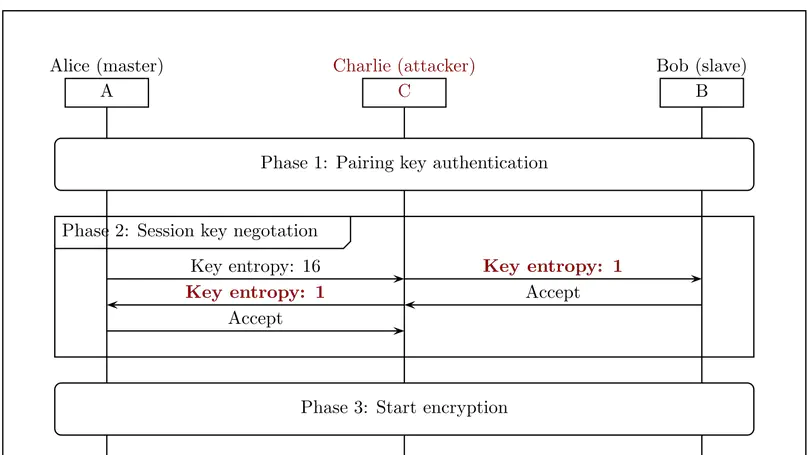 Alice (master) Charlie (attacker) Bob (slave)
A C B
Phase 1: Pairing key authentication
Phase 2: Session key negotation
Key entropy: 16 Key entropy: 1
Key entropy: 1 Accept
Accept
Phase 3: Start encryption